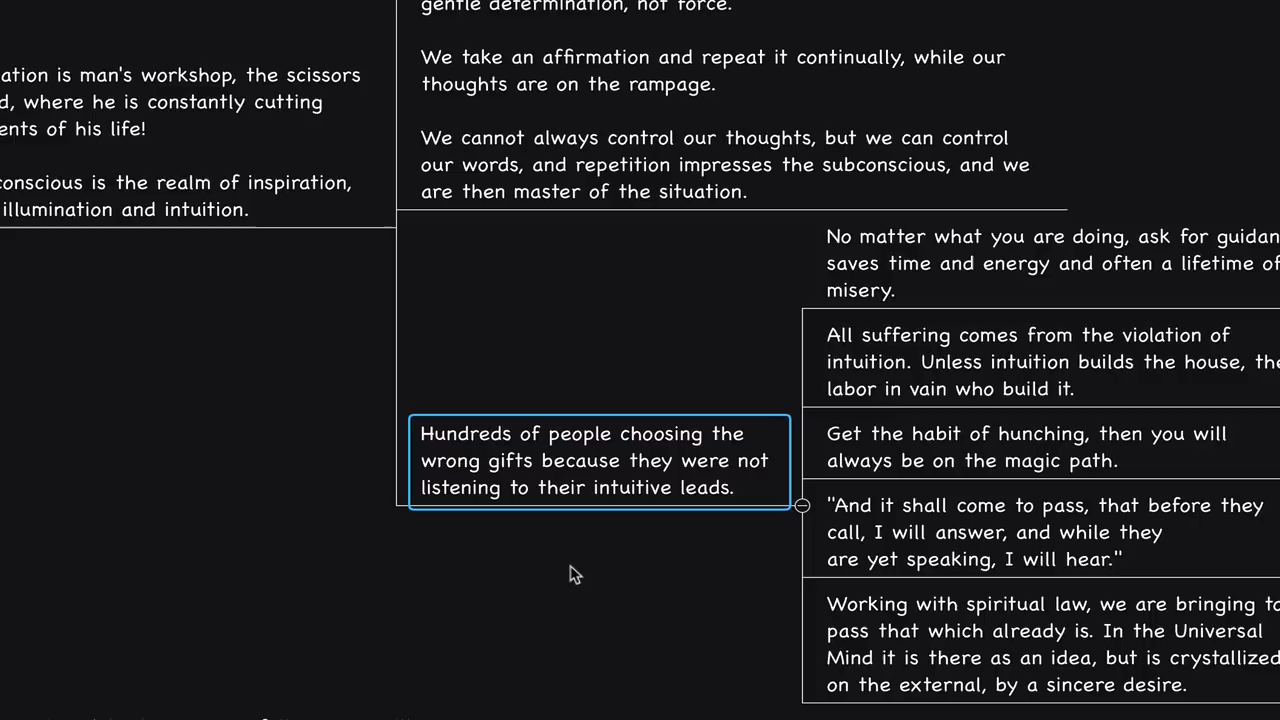 gentle determination, not force.
We take an affirmation and repeat it continually, while our
thoughts are on the rampage.
We cannot always control our thoughts, but we can control
our words, and repetition impresses the subconscious, and we
are then master of the situation.
ation is man's workshop, the scissors
d, where he is constantly cutting
ents of his life!
conscious is the realm of inspiration,
illumination and intuition.
Hundreds of people choosing the
wrong gifts because they were not
listening to their intuitive leads.
No matter what you are doing, ask for guidan
saves time and energy and often a lifetime of
misery.
All suffering comes from the violation of
intuition. Unless intuition builds the house, the
labor in vain who build it.
Get the habit of hunching, then you will
always be on the magic path.
"And it shall come to pass, that before they
call, I will answer, and while they
are yet speaking, I will hear."
Working with spiritual law, we are bringing to
pass that which already is. In the Universal
Mind it is there as an idea, but is crystallized
on the external, by a sincere desire.